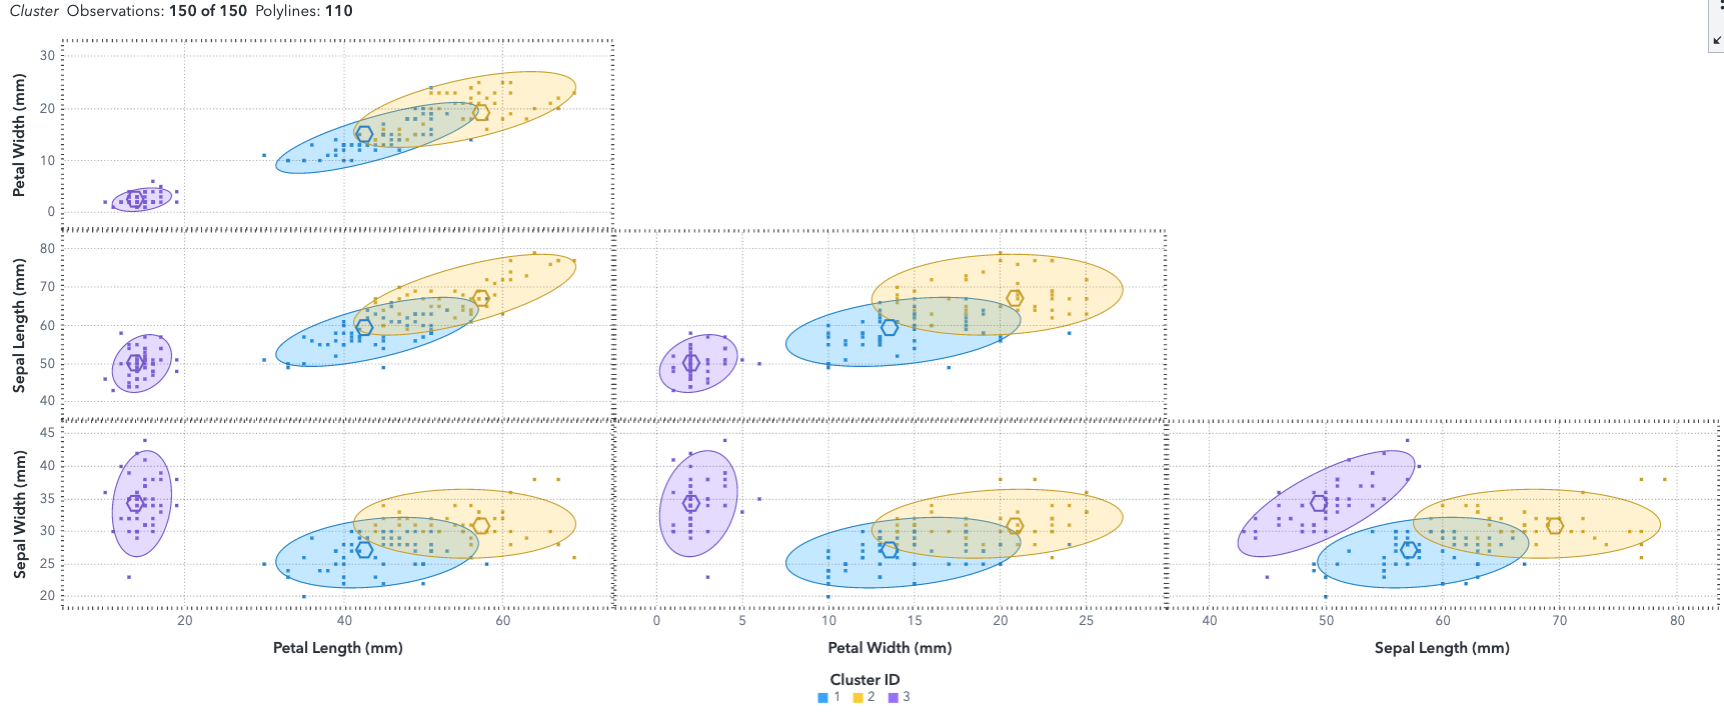 Cluster Observations: 150 of 150 Polylines: 110
30
20
10
0
Petal Width (mm)
80
70
60
50
40
Sepal Length (mm)
45
40
35
30
25
20
Sepal Width (mm)
20 40 60
0 5 10 15 20 25
40 50 60 70 80
Petal Length (mm) Petal Width (mm) Sepal Length (mm)
Cluster ID
1 2 3